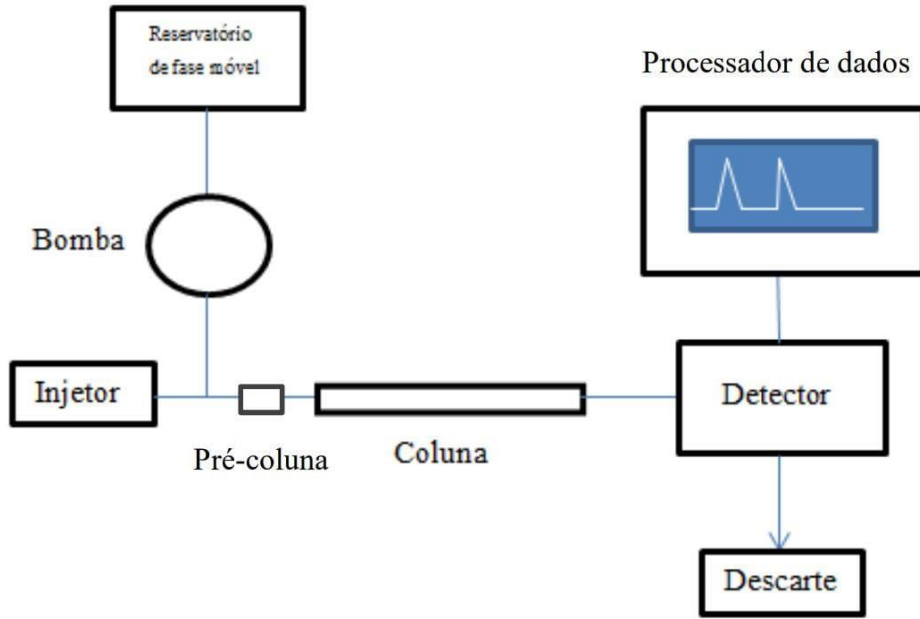 Reservatório
de fase móvel
Processador de dados
Bomba
Injetor
Detector
Pré-coluna
Coluna
Descarte